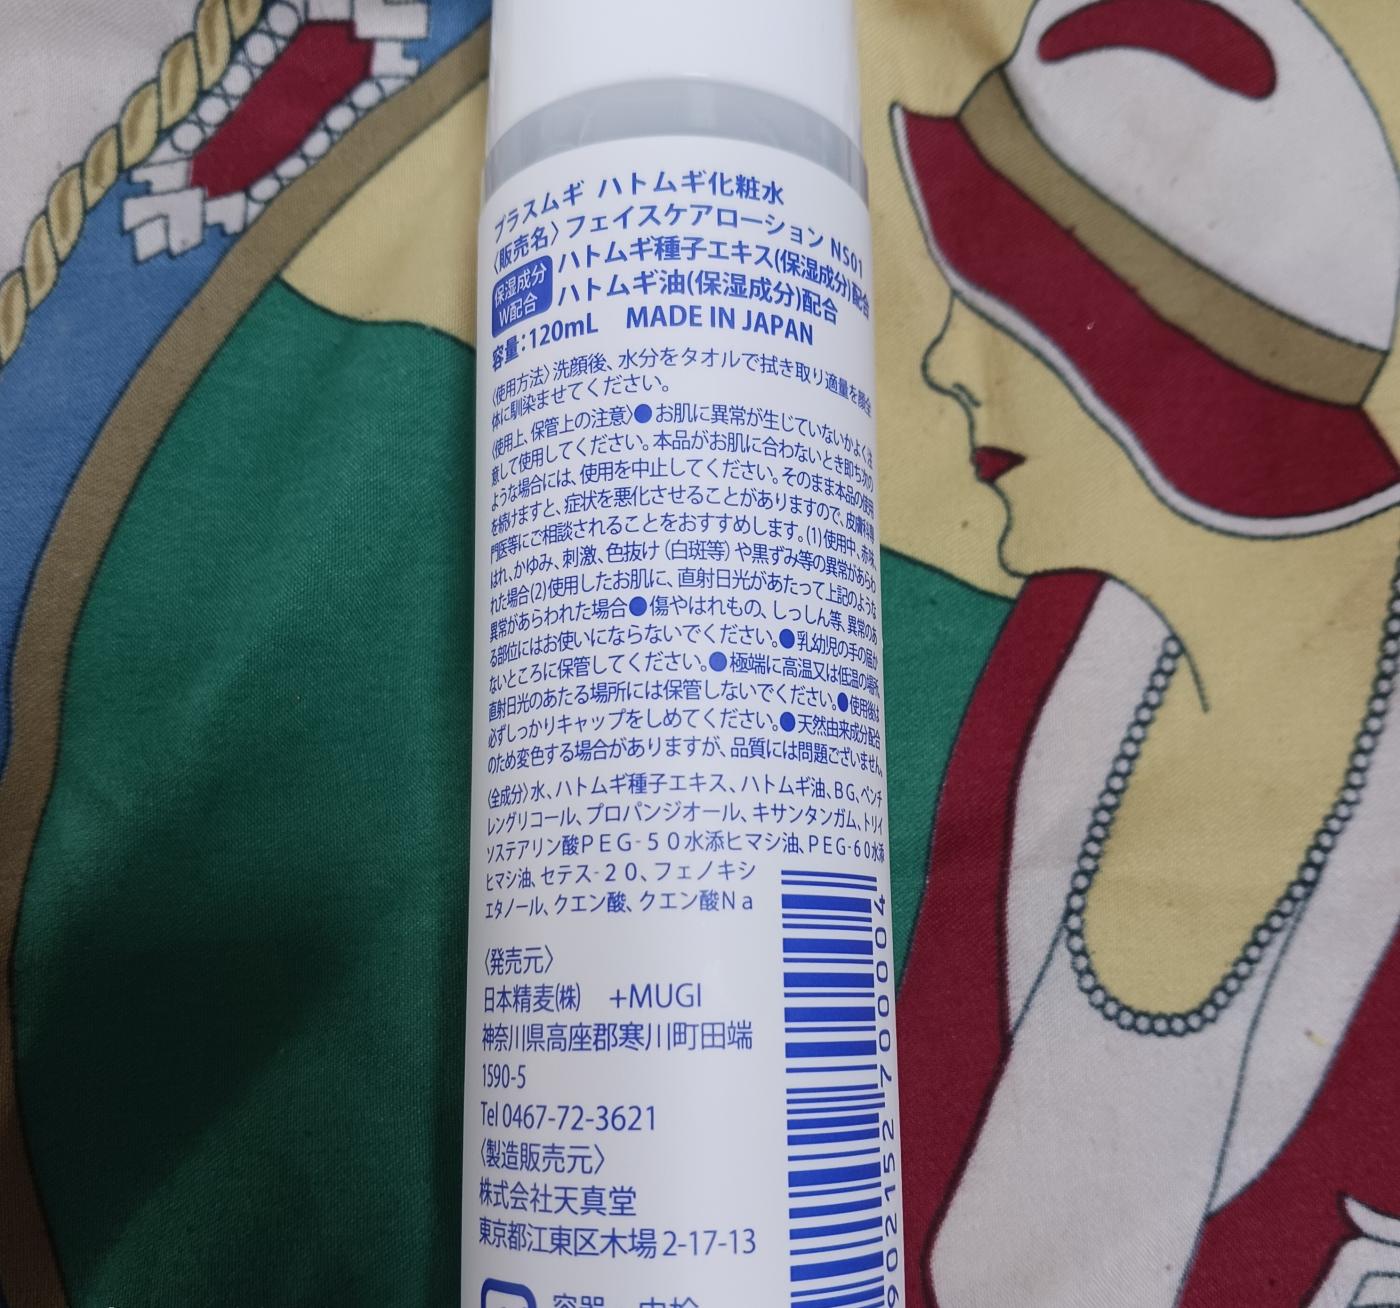 プラスムギ ハトムギ化粧水
〈販売名〉フェイスケアローション NS01
保湿成分
W配合
ハトムギ種子エキス(保湿成分)配合
ハトムギ油(保湿成分)配合
容量:120mL MADE IN JAPAN
〈使用方法〉洗顔後、水分をタオルで拭き取り適量を顔全
体に馴染ませてください。
〈使用上、保管上の注意〉●お肌に異常が生じていないかよく注
意して使用してください。本品がお肌に合わないとき即ち次の
ような場合には、使用を中止してください。そのまま本品の使用
を続けますと、症状を悪化させることがありますので、皮膚科専
門医等にご相談されることをおすすめします。(1)使用中、赤味、
はれ、かゆみ、刺激、色抜け(白斑等)や黒ずみ等の異常があらわ
れた場合(2)使用したお肌に、直射日光があたって上記のような
異常があらわれた場合●傷やはれもの、しっしん等、異常のあ
る部位にはお使いにならないでください。●乳幼児の手の届か
ないところに保管してください。●極端に高温又は低温の場所、
直射日光のあたる場所には保管しないでください。●使用後は
必ずしっかりキャップをしめてください。●天然由来成分配合
のため変色する場合がありますが、品質には問題ございません。
〈全成分〉水、ハトムギ種子エキス、ハトムギ油、BG、ペンチ
レングリコール、プロパンジオール、キサンタンガム、トリイ
ソステアリン酸PEG-50水添ヒマシ油、PEG-60水添
ヒマシ油、セテス-20、フェノキシ
エタノール、クエン酸、クエン酸Na
〈発売元〉
日本精麦㈱ +MUGI
神奈川県高座郡寒川町田端
1590-5
Tel 0467-72-3621
〈製造販売元〉
株式会社天真堂
東京都江東区木場2-17-13
902152700004